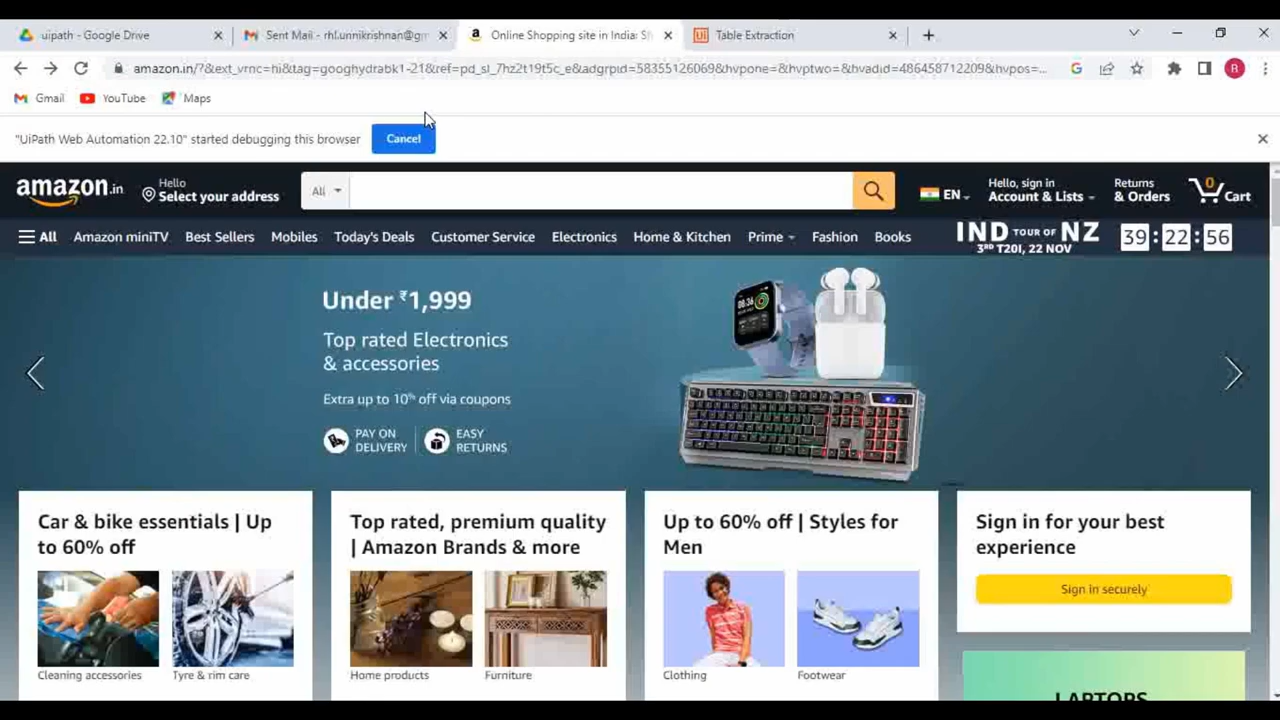 uipath - Google Drive
Sent Mail - rhl.unnikrishnan@gm
Online Shopping site in India: Sh
Ui Table Extraction
amazon.in/?&ext_vrnc=hi&tag=googhydrabk1-21&ref=pd_sl_7hz2t19t5c_e&adgrpid=58355126069&hvpone=&hvptwo=&hvadid=486458712209&hvpos=...
R
Gmail
YouTube
Maps
"UiPath Web Automation 22.10" started debugging this browser
Cancel
amazon.in
Hello
Select your address
All
EN
Hello, sign in
Account & Lists
Returns
& Orders
0
Cart
All
Amazon miniTV
Best Sellers
Mobiles
Today's Deals
Customer Service
Electronics
Home & Kitchen
Prime
Fashion
Books
IND TOUR OF NZ
3RD T20I, 22 NOV
39:22:56
Under ₹1,999
Top rated Electronics
& accessories
Extra up to 10% off via coupons
PAY ON
DELIVERY
EASY
RETURNS
08:36
Car & bike essentials | Up
to 60% off
Cleaning accessories
Tyre & rim care
Top rated, premium quality
| Amazon Brands & more
Home products
Furniture
Up to 60% off | Styles for
Men
Clothing
Footwear
Sign in for your best
experience
Sign in securely
LAPTOPS